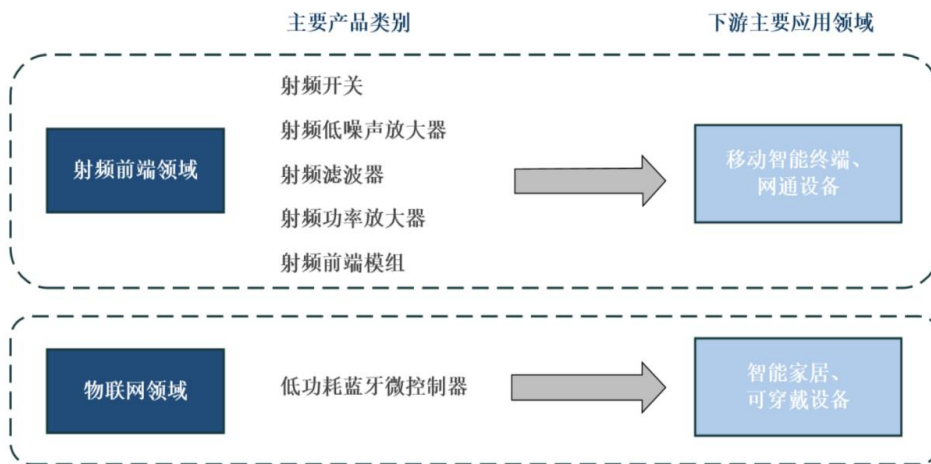 主要产品类别
下游主要应用领域
射频前端领域
射频开关
射频低噪声放大器
射频滤波器
射频功率放大器
射频前端模组
移动智能终端、
网通设备
物联网领域
低功耗蓝牙微控制器
智能家居、
可穿戴设备